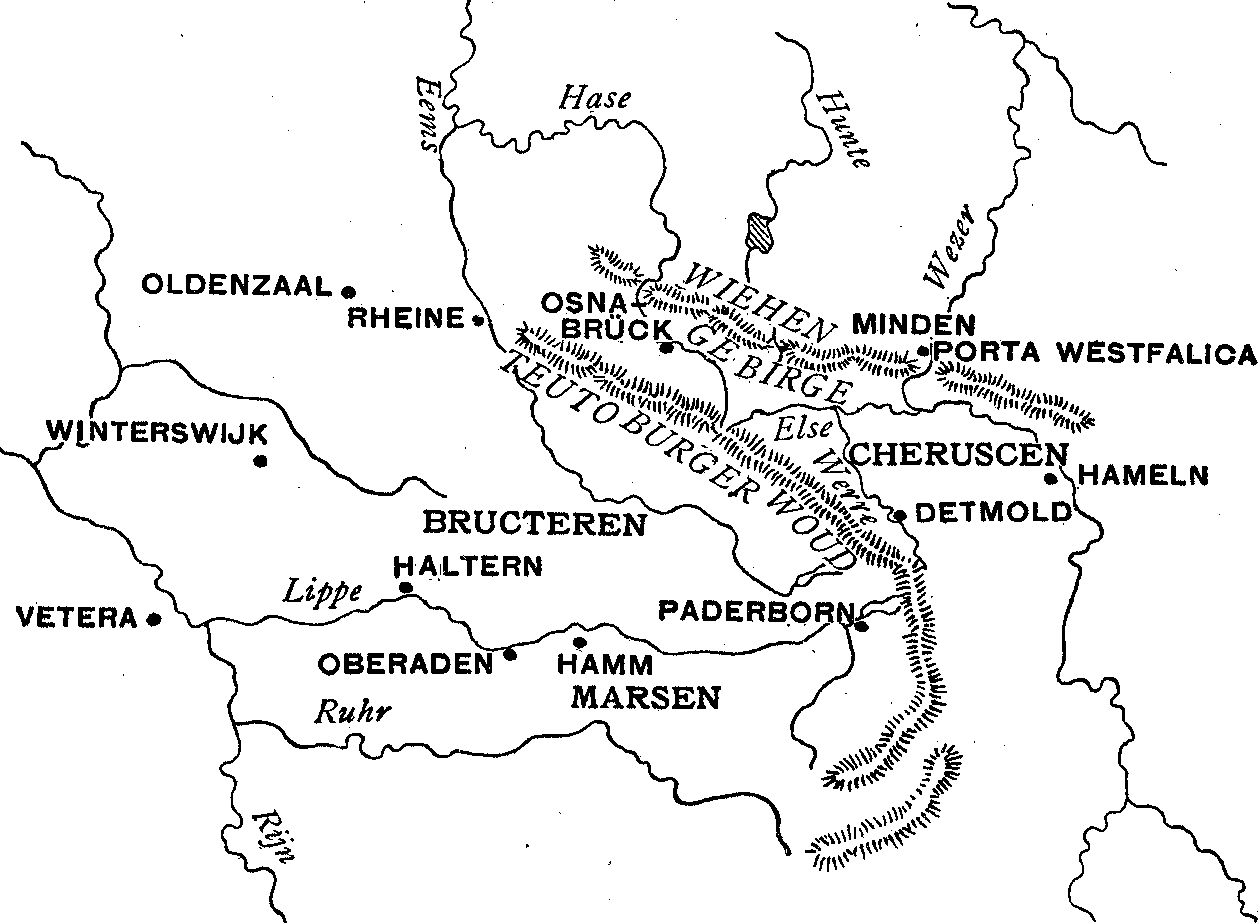 Eems
Hase
Hunte
Wezer
OLDENZAAL
RHEINE
OSNA-
BRÜCK
WIEHEN
GEBIRGE
MINDEN
PORTA WESTFALICA
TEUTOBURGER WOUD
WINTERSWIJK
Else
Werre
CHERUSCEN
HAMELN
DETMOLD
BRUCTEREN
HALTERN
Lippe
VETERA
PADERBORN
OBERADEN
HAMM
MARSEN
Ruhr
Rijn